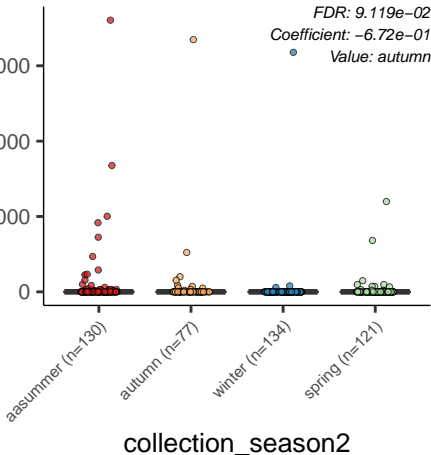 FDR: 9.119e−02
Coefficient: −6.72e−01
Value: autumn
000
000
000
0
aasummer (n=130)
autumn (n=77)
winter (n=134)
spring (n=121)
collection_season2